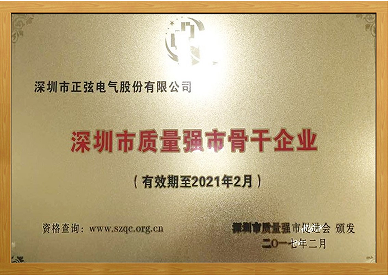 深圳市正弦电气股份有限公司
深圳市质量强市骨干企业
（有效期至2021年2月）
资格查询:www.szqc.org.cn
深圳市质量强市促进会 颁发
二〇一七年二月